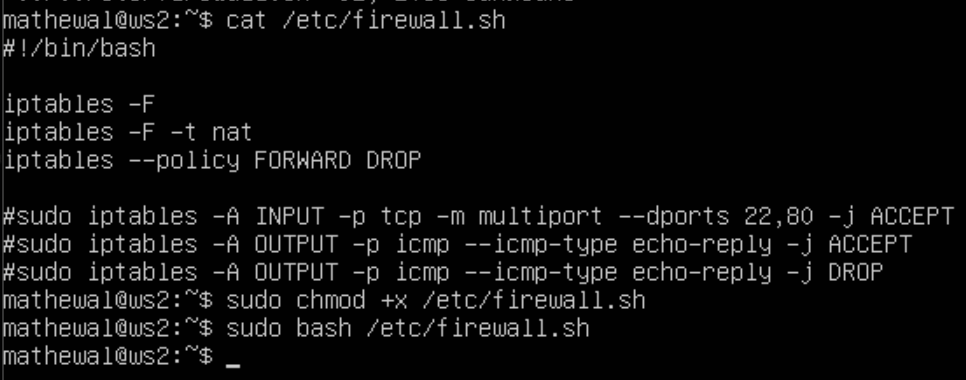 mathewal@ws2:~$ cat /etc/firewall.sh
#!/bin/bash
iptables -F
iptables -F -t nat
iptables --policy FORWARD DROP
#sudo iptables -A INPUT -p tcp -m multiport --dports 22,80 -j ACCEPT
#sudo iptables -A OUTPUT -p icmp --icmp-type echo-reply -j ACCEPT
#sudo iptables -A OUTPUT -p icmp --icmp-type echo-reply -j DROP
mathewal@ws2:~$ sudo chmod +x /etc/firewall.sh
mathewal@ws2:~$ sudo bash /etc/firewall.sh
mathewal@ws2:~$ _